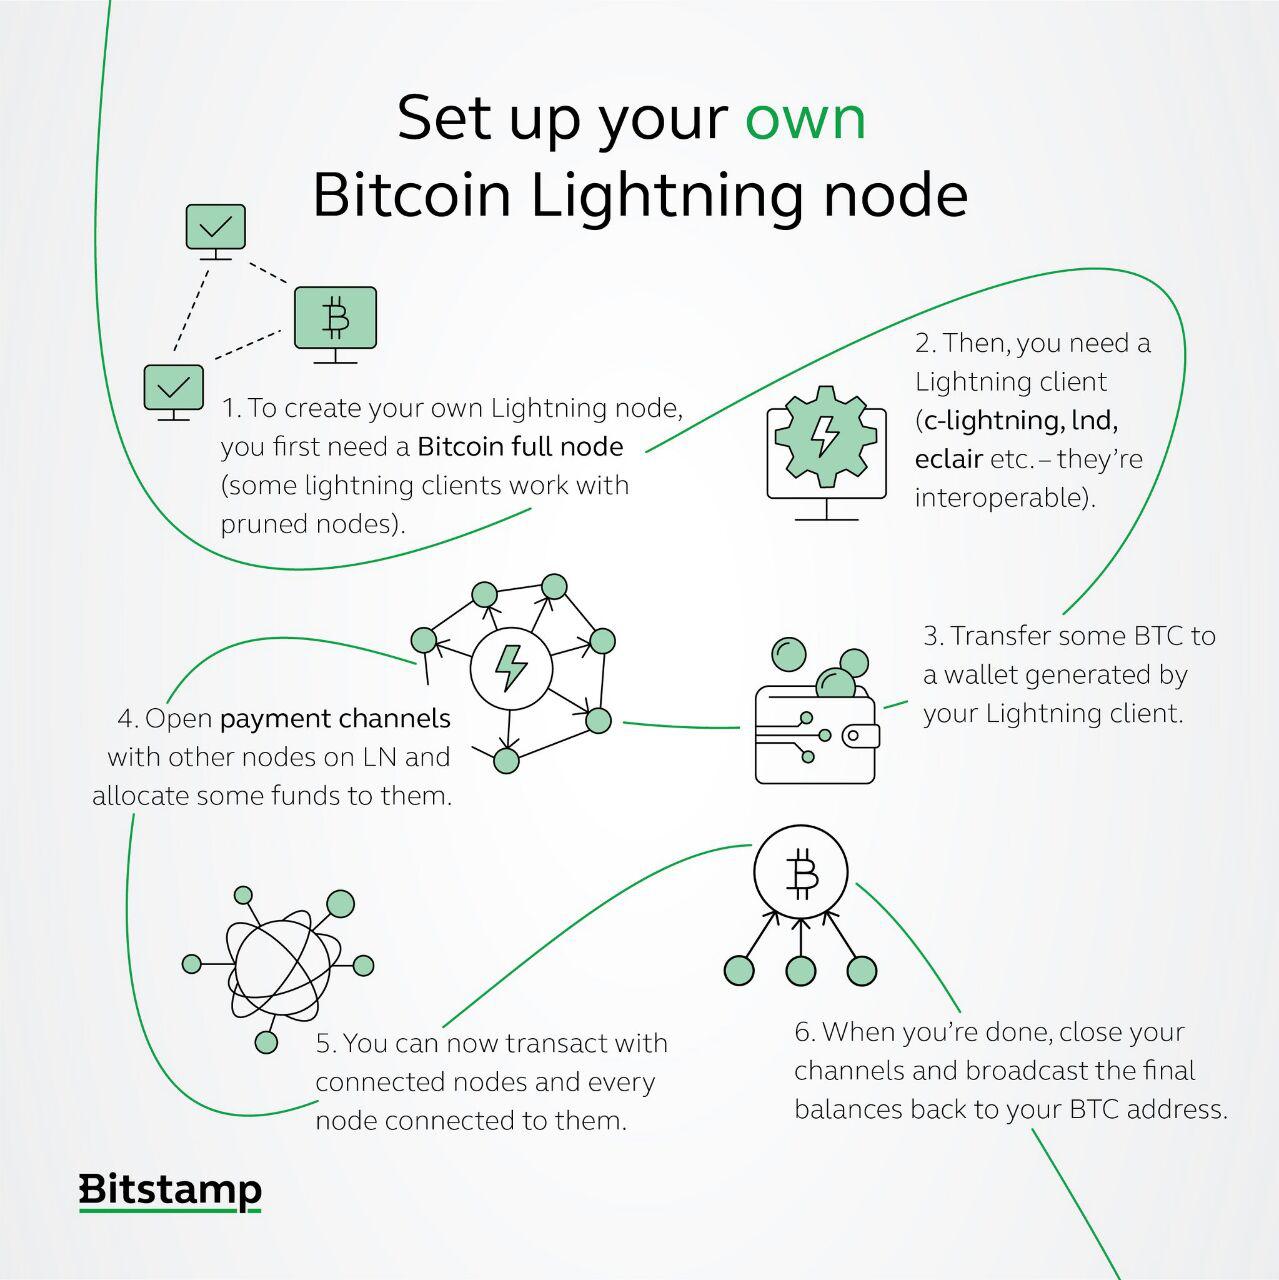 Set up your own
Bitcoin Lightning node
1. To create your own Lightning node,
you first need a Bitcoin full node
(some lightning clients work with
pruned nodes).
2. Then, you need a
Lightning client
(c-lightning, lnd,
eclair etc. – they’re
interoperable).
3. Transfer some BTC to
a wallet generated by
your Lightning client.
4. Open payment channels
with other nodes on LN and
allocate some funds to them.
5. You can now transact with
connected nodes and every
node connected to them.
6. When you’re done, close your
channels and broadcast the final
balances back to your BTC address.
Bitstamp